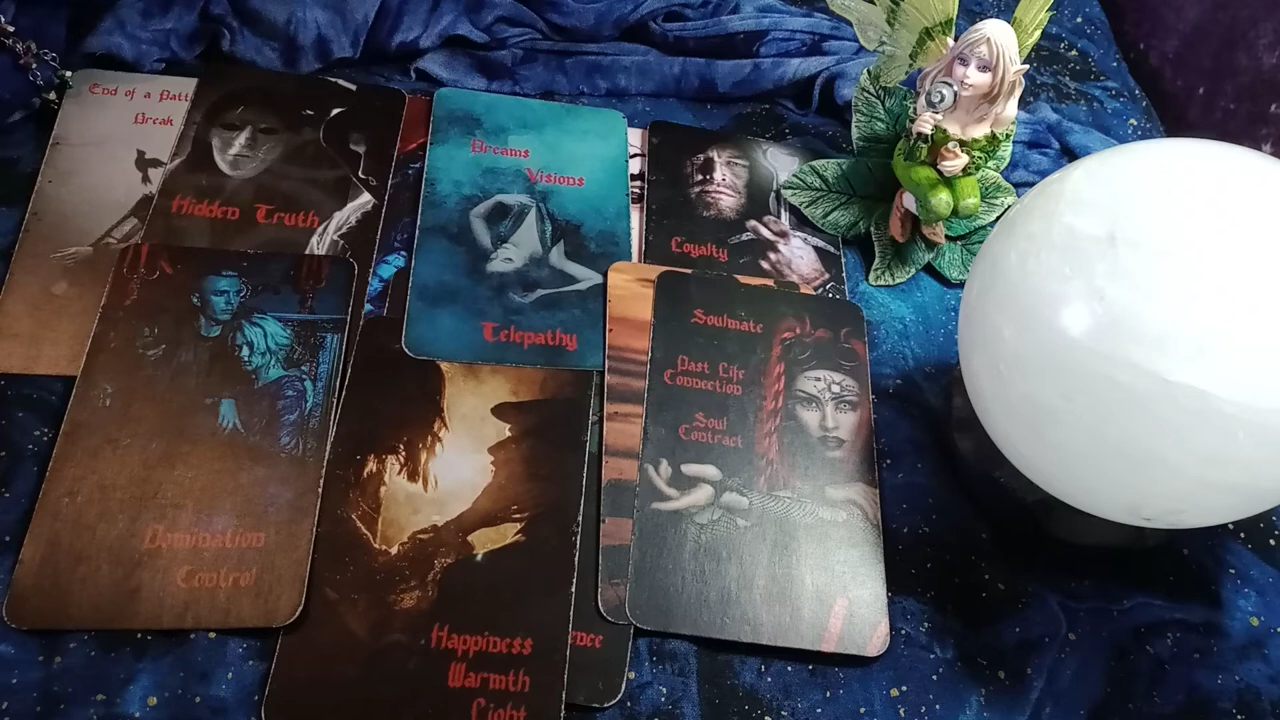 End of a Patt
Break
Hidden Truth
Dreams
Visions
Telepathy
Loyalty
Soulmate
Past Life
Connection
Soul
Contract
Domination
Control
Happiness
Warmth
Light
ence